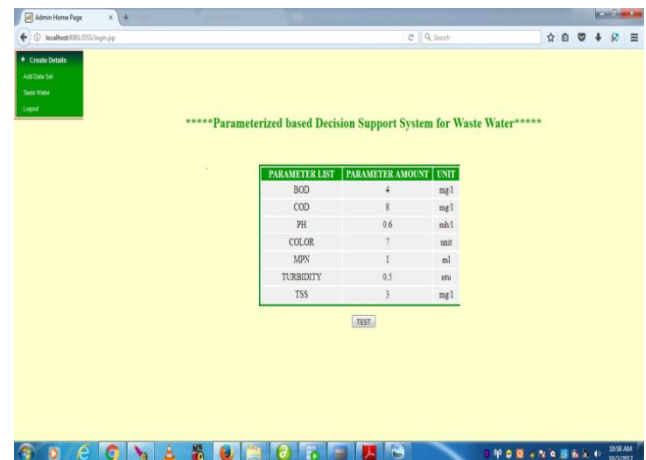 Admin Home Page
localhost:8081/DSS/login.jsp
Search
Create Details
Add Data Set
Taste Water
Logout
*****Parameterized based Decision Support System for Waste Water*****
PARAMETER LIST PARAMETER AMOUNT UNIT
BOD 4 mg/l
COD 8 mg/l
PH 0.6 mh/l
COLOR 7 unit
MPN 1 ml
TURBIDITY 0.5
TSS 3 mg/l
TEST
10:58 AM